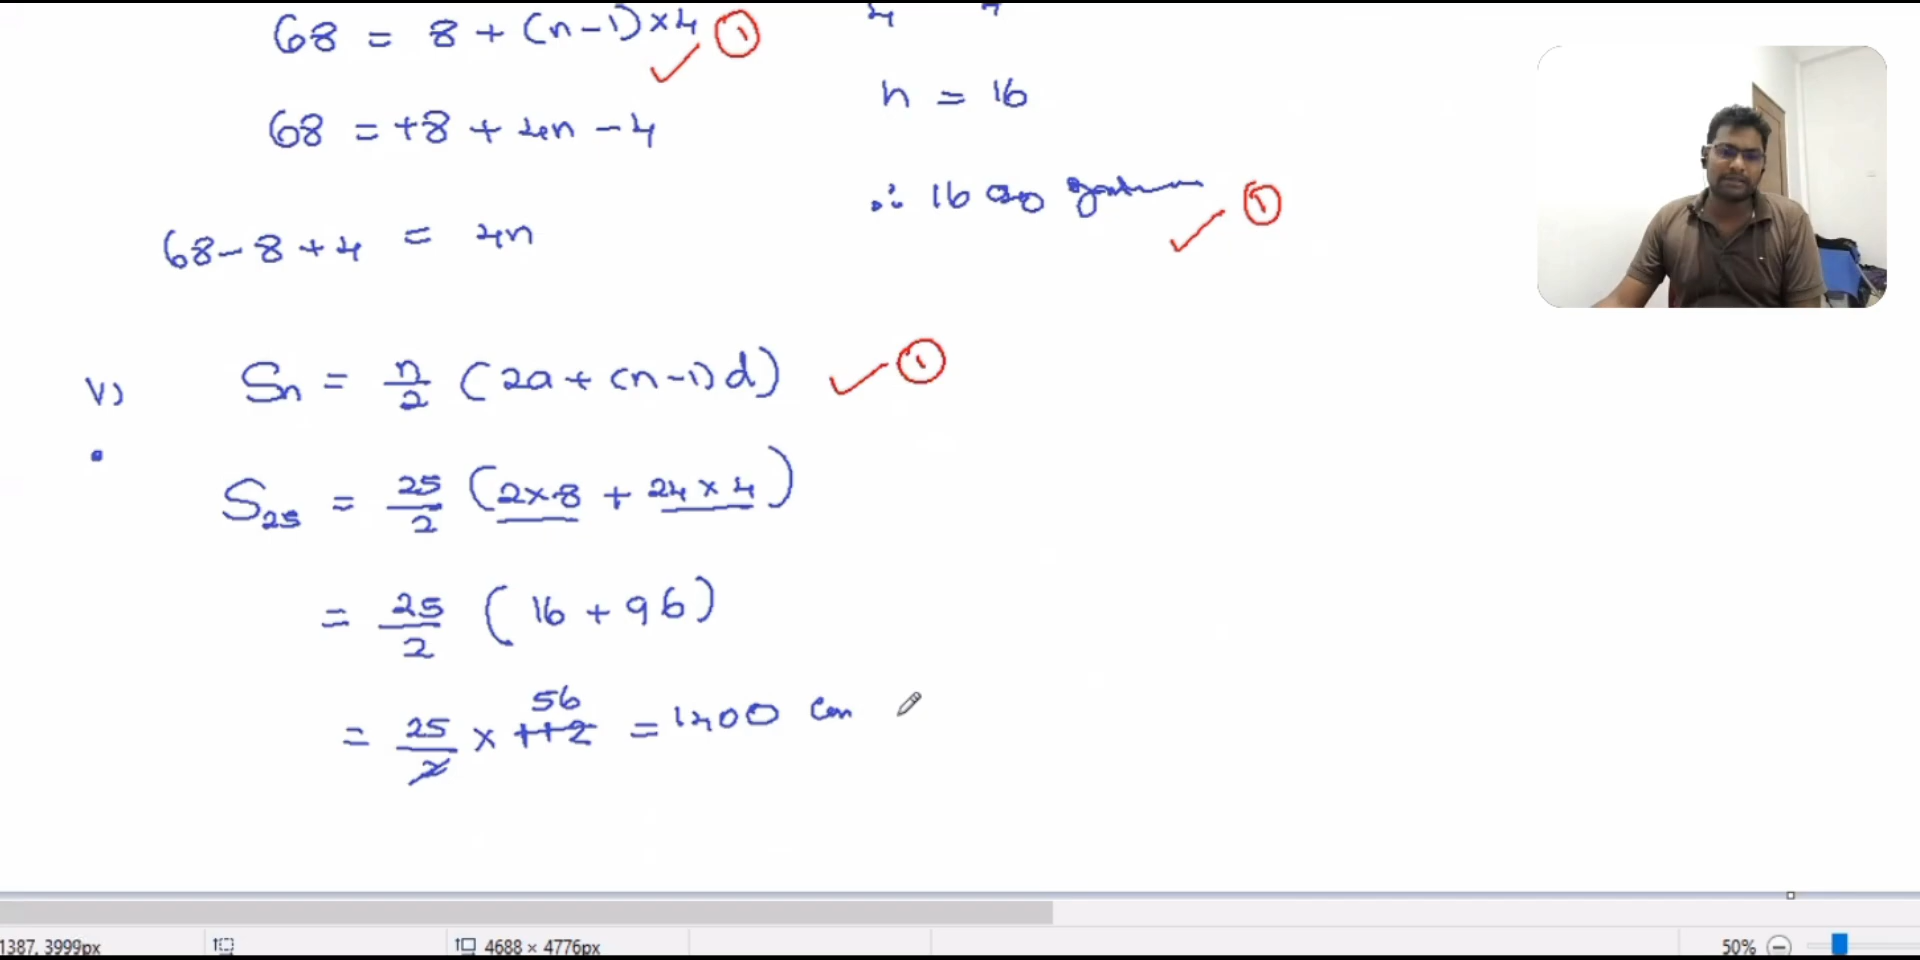 68 = 8 + (n-1)×4 ✓ ①
68 = +8 + 4n - 4
68 - 8 + 4 = 4n
n = 16
∴ 16 ✓ ①
v) Sn = n/2 (2a + (n-1)d) ✓ ①
S25 = 25/2 (2×8 + 24×4)
= 25/2 (16 + 96)
= 25/2 × 112 56 = 1400 cm
1387, 3999px
4688 × 4776px
50%